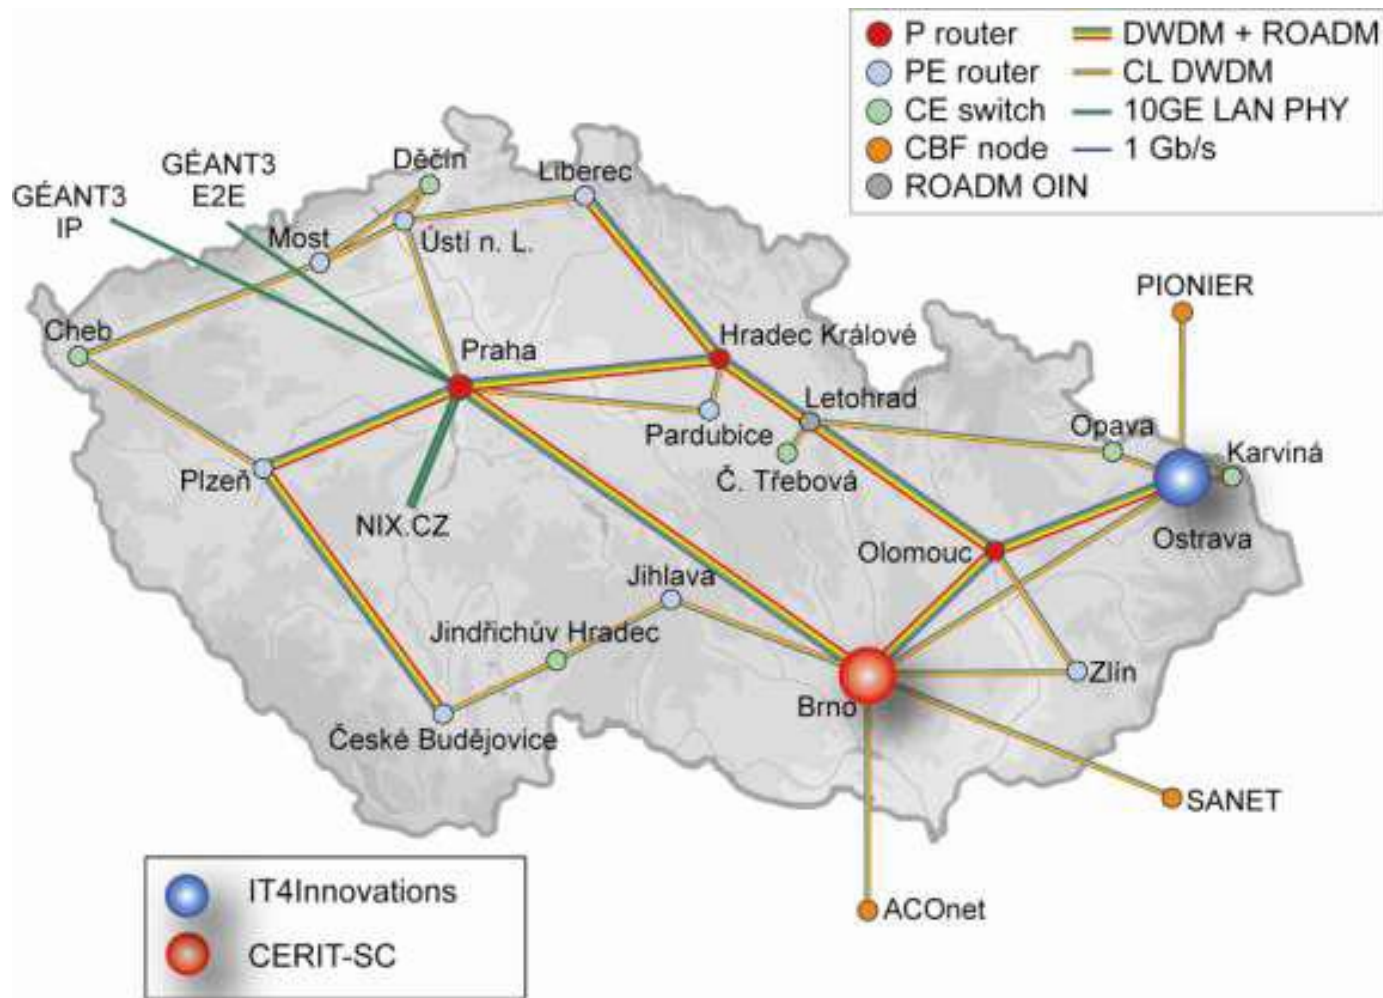 P router
DWDM + ROADM
PE router
CL DWDM
CE switch
10GE LAN PHY
CBF node
1 Gb/s
ROADM OIN
GÉANT3
E2E
GÉANT3
IP
Děčín
Liberec
Most
Ústí n. L.
PIONIER
Cheb
Praha
Hradec Králové
Letohrad
Pardubice
Opava
Karviná
Plzeň
Č. Třebová
NIX.CZ
Olomouc
Ostrava
Jihlava
Jindřichův Hradec
Zlín
Brno
České Budějovice
SANET
ACOnet
IT4Innovations
CERIT-SC